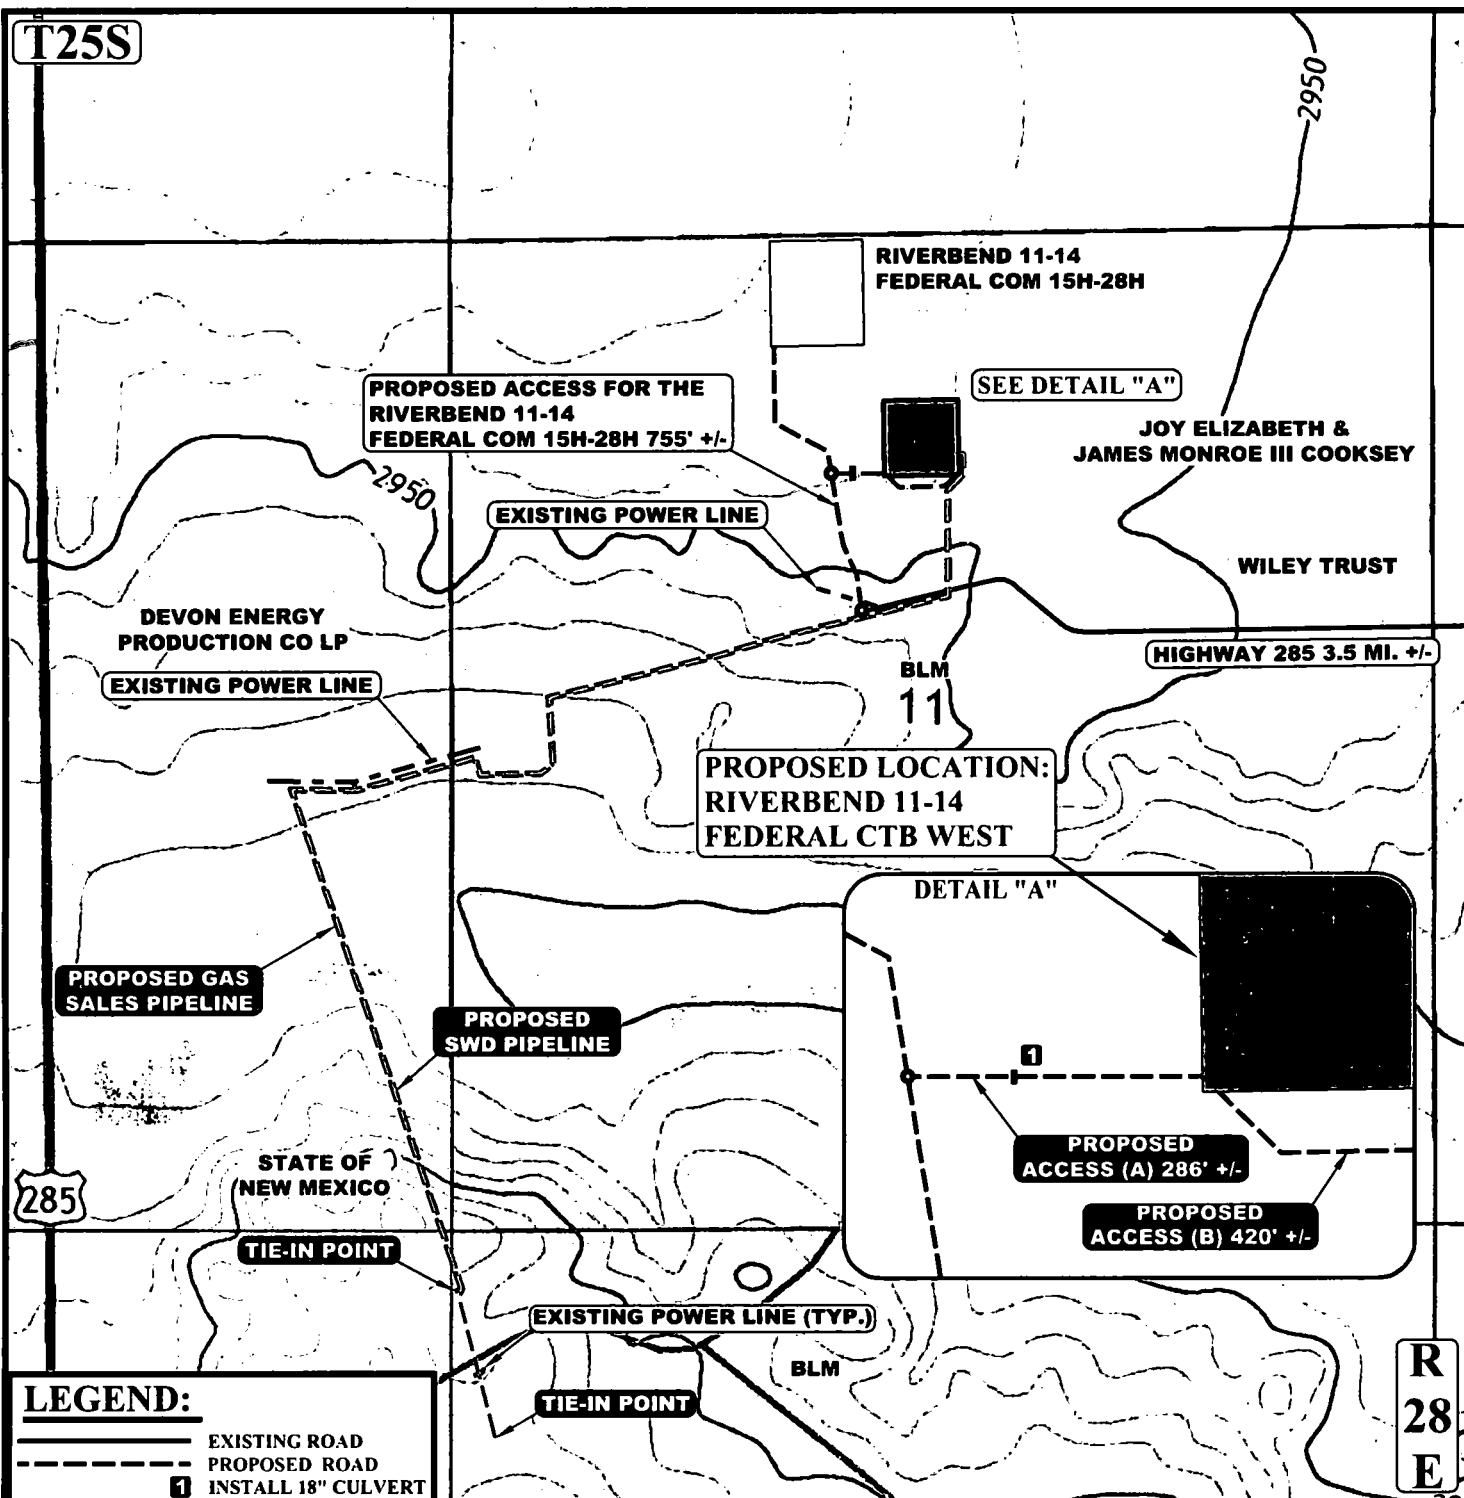 T25S
2950
RIVERBEND 11-14
FEDERAL COM 15H-28H
PROPOSED ACCESS FOR THE
RIVERBEND 11-14
FEDERAL COM 15H-28H 755' +/-
SEE DETAIL "A"
JOY ELIZABETH &
JAMES MONROE III COOKSEY
2950
EXISTING POWER LINE
WILEY TRUST
DEVON ENERGY
PRODUCTION CO LP
HIGHWAY 285 3.5 MI. +/-
EXISTING POWER LINE
BLM
11
PROPOSED LOCATION:
RIVERBEND 11-14
FEDERAL CTB WEST
DETAIL "A"
PROPOSED GAS
SALES PIPELINE
PROPOSED
SWD PIPELINE
1
PROPOSED
ACCESS (A) 286' +/-
STATE OF
NEW MEXICO
285
PROPOSED
ACCESS (B) 420' +/-
TIE-IN POINT
EXISTING POWER LINE (TYP.)
BLM
TIE-IN POINT
R
28
E
LEGEND:
EXISTING ROAD
PROPOSED ROAD
1 INSTALL 18" CULVERT